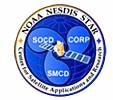 NOAA NESDIS STAR
SOCD
CORP
SMCD
Center for Satellite Applications and Research